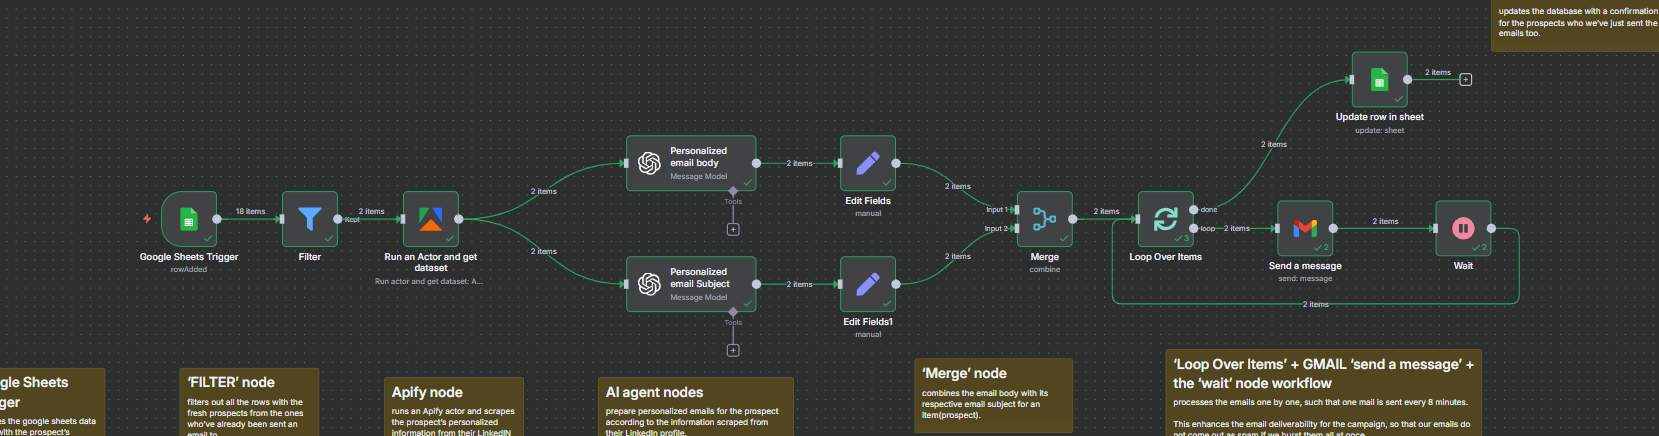 updates the database with a confirmation
for the prospects who we've just sent the
emails too.
2 items
Update row in sheet
update: sheet
2 items
Personalized
email body
Message Model
Tools
2 items
2 items
Edit Fields
manual
2 items
18 items
Kept
2 items
Google Sheets Trigger
rowAdded
Filter
Run an Actor and get
dataset
Run actor and get dataset: A...
2 items
Personalized
email Subject
Message Model
Tools
2 items
Edit Fields1
manual
2 items
Input 1
Input 2
Merge
combine
2 items
done
loop
2 items
3
Loop Over Items
2
Send a message
send: message
2 items
2
Wait
2 items
gle Sheets
ger
es the google sheets data
with the prospect's
'FILTER' node
filters out all the rows with the
fresh prospects from the ones
who've already been sent an
email to
Apify node
runs an Apify actor and scrapes
the prospect's personalized
information from their LinkedIN
AI agent nodes
prepare personalized emails for the prospect
according to the information scraped from
their LinkedIn profile.
'Merge' node
combines the email body with its
respective email subject for an
item(prospect).
'Loop Over Items' + GMAIL 'send a message' +
the 'wait' node workflow
processes the emails one by one, such that one mail is sent every 8 minutes.
This enhances the email deliverability for the campaign, so that our emails do
not come out as spam if we burst them all at once